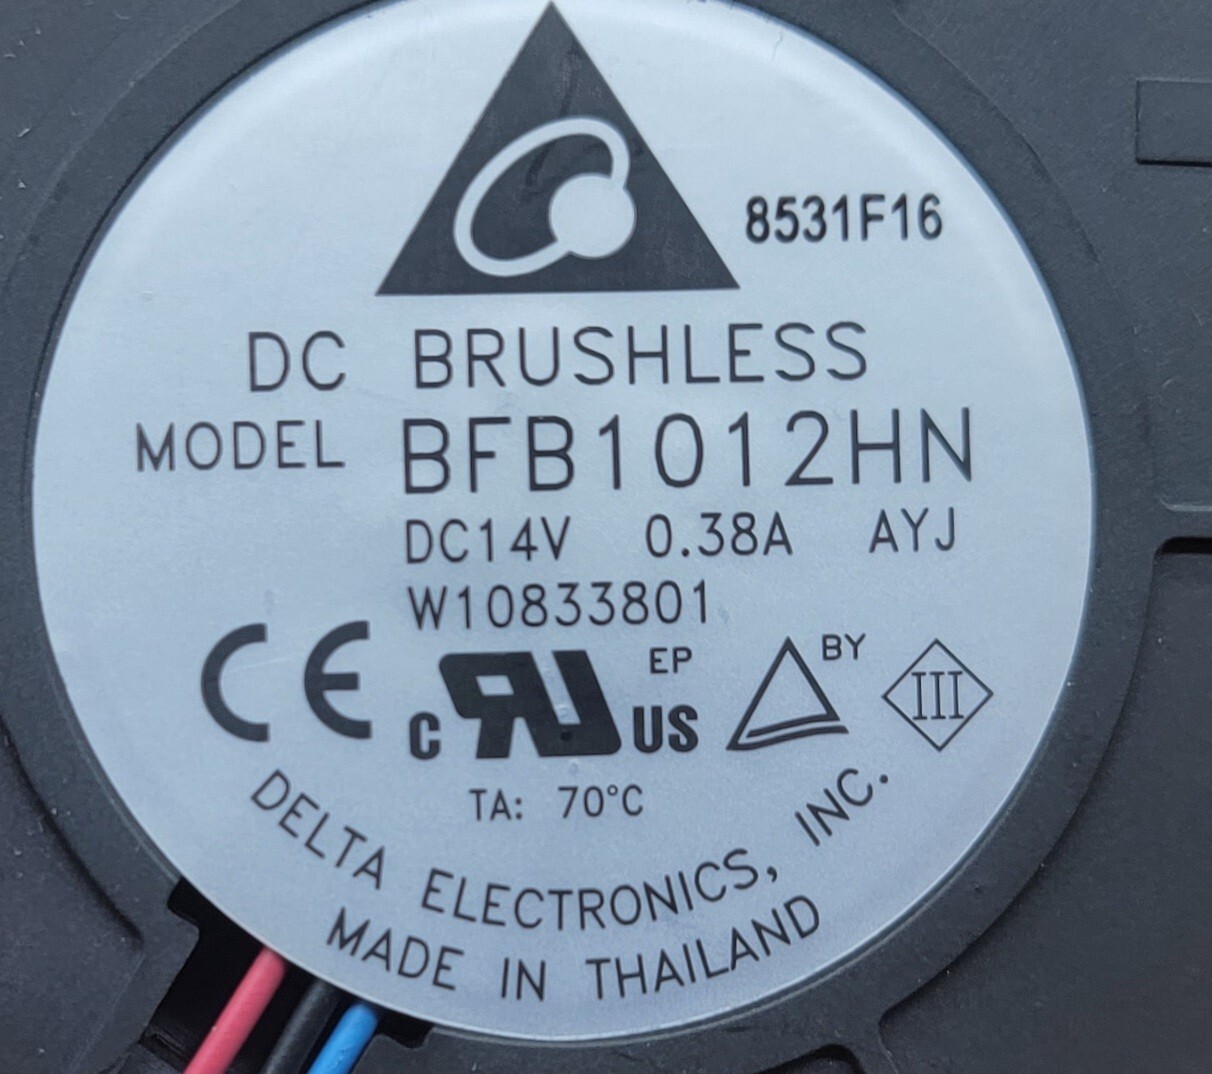 8531F16
DC BRUSHLESS
MODEL BFB1012HN
DC14V 0.38A AYJ
W10833801
CE C RU US EP BY III
TA: 70°C
DELTA ELECTRONICS, INC.
MADE IN THAILAND